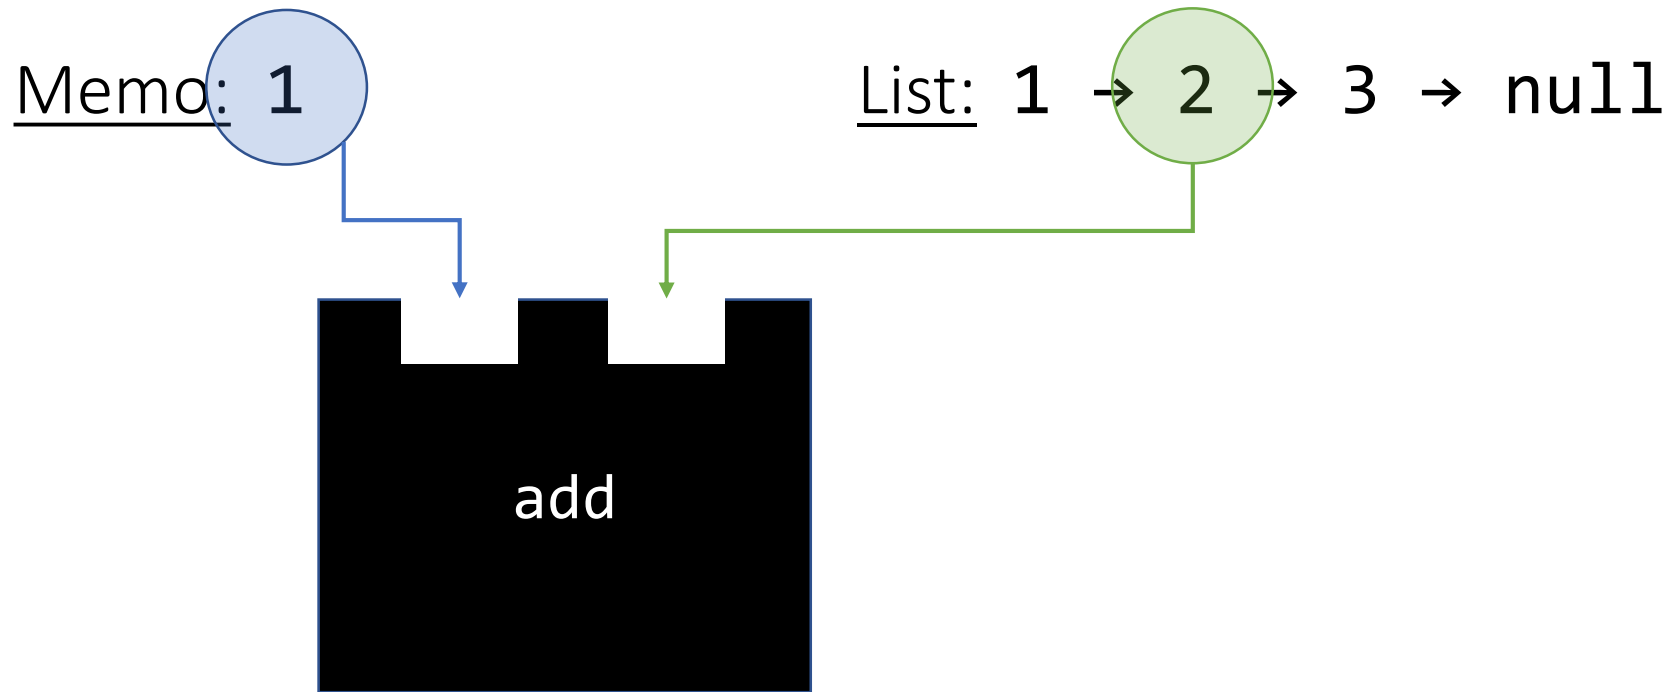 Memo: 1
List: 1 → 2 → 3 → null
add